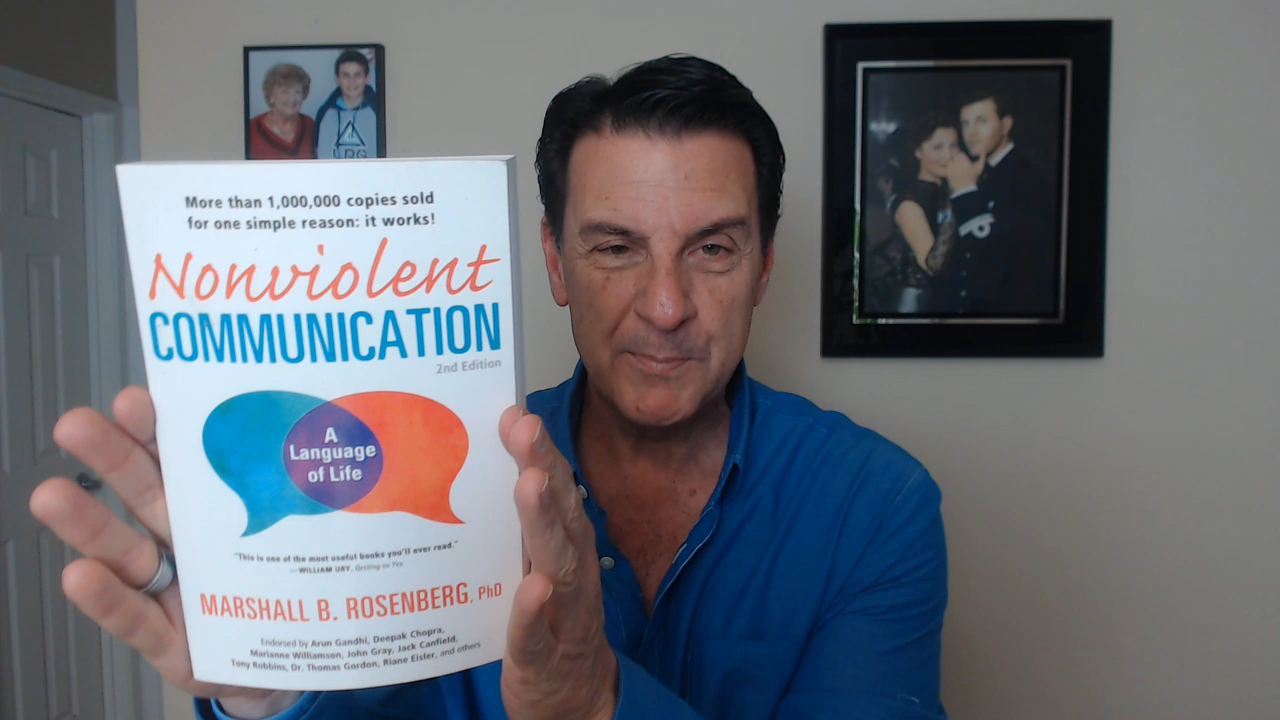 LRG
More than 1,000,000 copies sold
for one simple reason: it works!
Nonviolent
COMMUNICATION
2nd Edition
A
Language
of Life
"This is one of the most useful books you'll ever read."
—WILLIAM URY, Getting to Yes
MARSHALL B. ROSENBERG, PhD
Endorsed by Arun Gandhi, Deepak Chopra,
Marianne Williamson, John Gray, Jack Canfield,
Tony Robbins, Dr. Thomas Gordon, Riane Eisler, and others